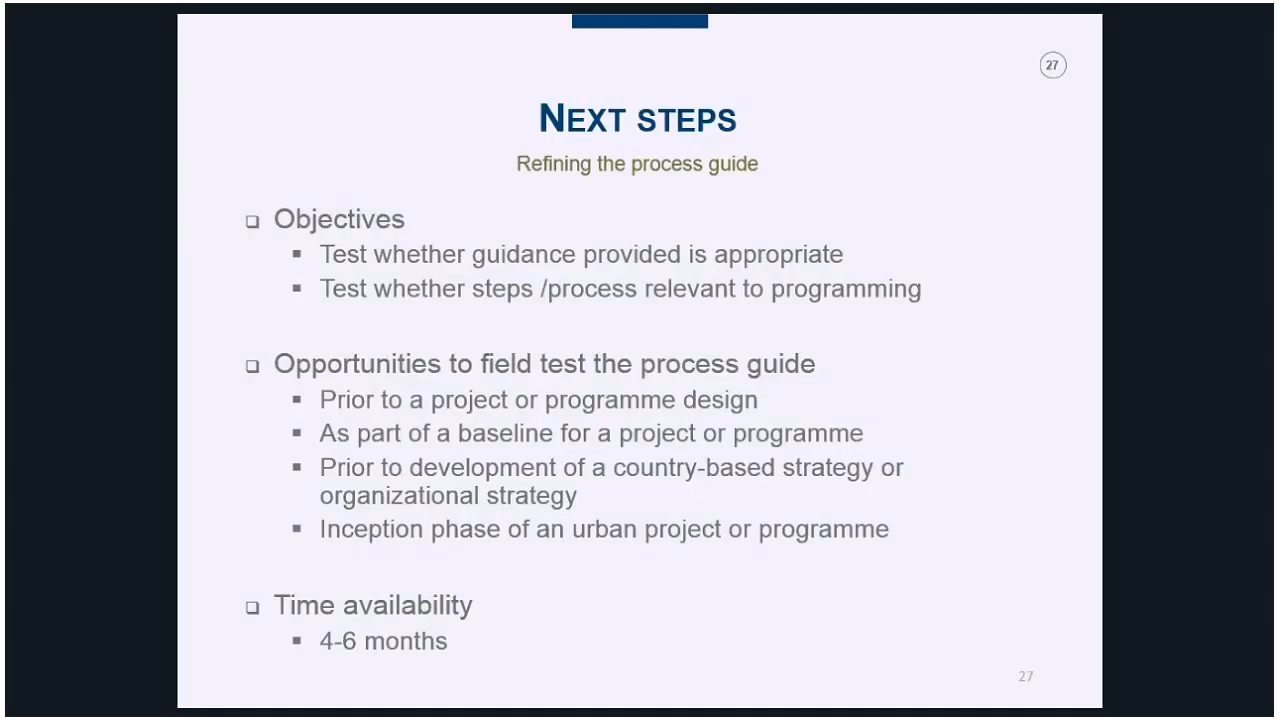 27
NEXT STEPS
Refining the process guide
❑ Objectives
▪ Test whether guidance provided is appropriate
▪ Test whether steps /process relevant to programming
❑ Opportunities to field test the process guide
▪ Prior to a project or programme design
▪ As part of a baseline for a project or programme
▪ Prior to development of a country-based strategy or
organizational strategy
▪ Inception phase of an urban project or programme
❑ Time availability
▪ 4-6 months
27